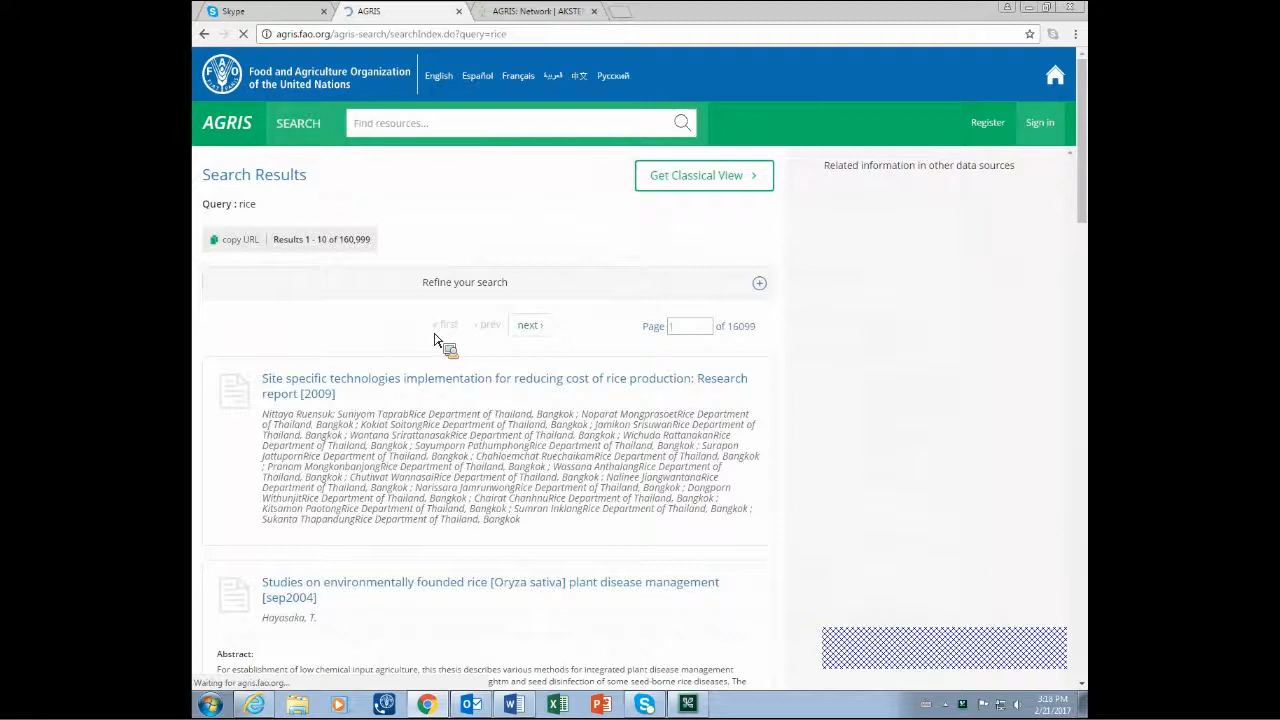 Skype
AGRIS
AGRIS: Network | AKSTE
agris.fao.org/agris-search/searchIndex.do?query=rice
Food and Agriculture Organization
of the United Nations
English Español Français العربية 中文 Русский
AGRIS SEARCH Find resources... Register Sign in
Search Results
Get Classical View ›
Related information in other data sources
Query : rice
copy URL | Results 1 - 10 of 160,999
Refine your search
« first ‹ prev next › Page 1 of 16099
Site specific technologies implementation for reducing cost of rice production: Research
report [2009]
Nittaya Ruensuk; Suniyom TaprabRice Department of Thailand, Bangkok ; Noparat MongprasoetRice Department
of Thailand, Bangkok ; Kokiat SoitongRice Department of Thailand, Bangkok ; Jamikon SrisuwanRice Department of
Thailand, Bangkok ; Wantana SrirattanasakRice Department of Thailand, Bangkok ; Wichuda RattanakanRice
Department of Thailand, Bangkok ; Sayumporn PathumphongRice Department of Thailand, Bangkok ; Surapon
JattupornRice Department of Thailand, Bangkok ; Chahloemchat RuechaikamRice Department of Thailand, Bangkok
; Pranom MongkonbanjongRice Department of Thailand, Bangkok ; Wassana AnthaiangRice Department of
Thailand, Bangkok ; Chutiwat WannasaiRice Department of Thailand, Bangkok ; Nalinee JiangwantanaRice
Department of Thailand, Bangkok ; Narissara JamrunwongRice Department of Thailand, Bangkok ; Dongporn
WithunjitRice Department of Thailand, Bangkok ; Chairat ChanhnuRice Department of Thailand, Bangkok ;
Kitsamon PaotongRice Department of Thailand, Bangkok ; Sumran InklangRice Department of Thailand, Bangkok ;
Sukanta ThapandungRice Department of Thailand, Bangkok
Studies on environmentally founded rice [Oryza sativa] plant disease management
[sep2004]
Hayasaka, T.
Abstract:
For establishment of low chemical input agriculture, this thesis describes various methods for integrated plant disease management
and seed disinfection of some seed-borne rice diseases, The
Waiting for agris.fao.org...
3:18 PM
2/21/2017